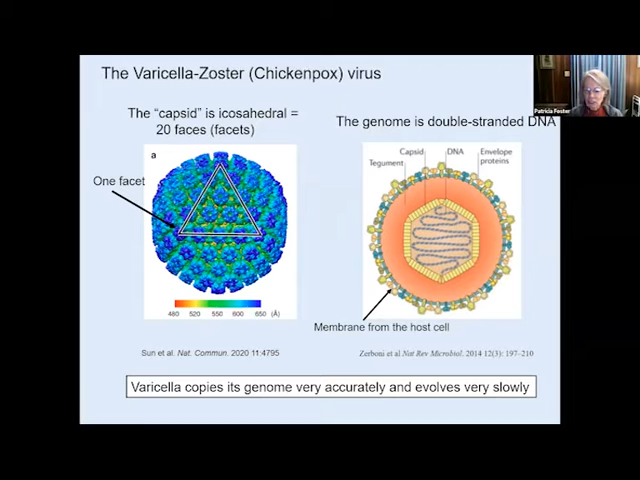 The Varicella-Zoster (Chickenpox) virus
Patricia Foster
The "capsid" is icosahedral =
20 faces (facets)
The genome is double-stranded DNA
a
One facet
480 520 560 600 650 (Å)
Capsid
DNA
Envelope
proteins
Tegument
Membrane from the host cell
Sun et al. Nat. Commun. 2020 11:4795
Zerboni et al Nat Rev Microbiol. 2014 12(3): 197–210
Varicella copies its genome very accurately and evolves very slowly